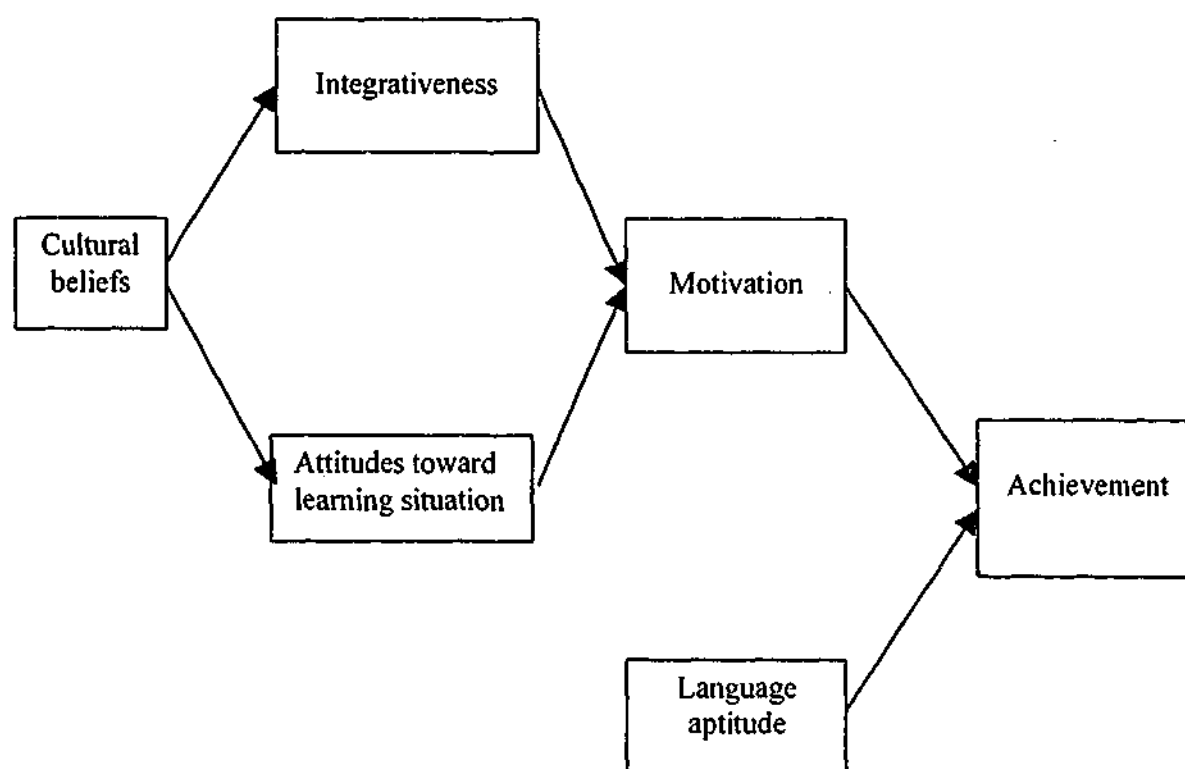 Integrativeness
Cultural
beliefs
Motivation
Attitudes toward
learning situation
Achievement
Language
aptitude